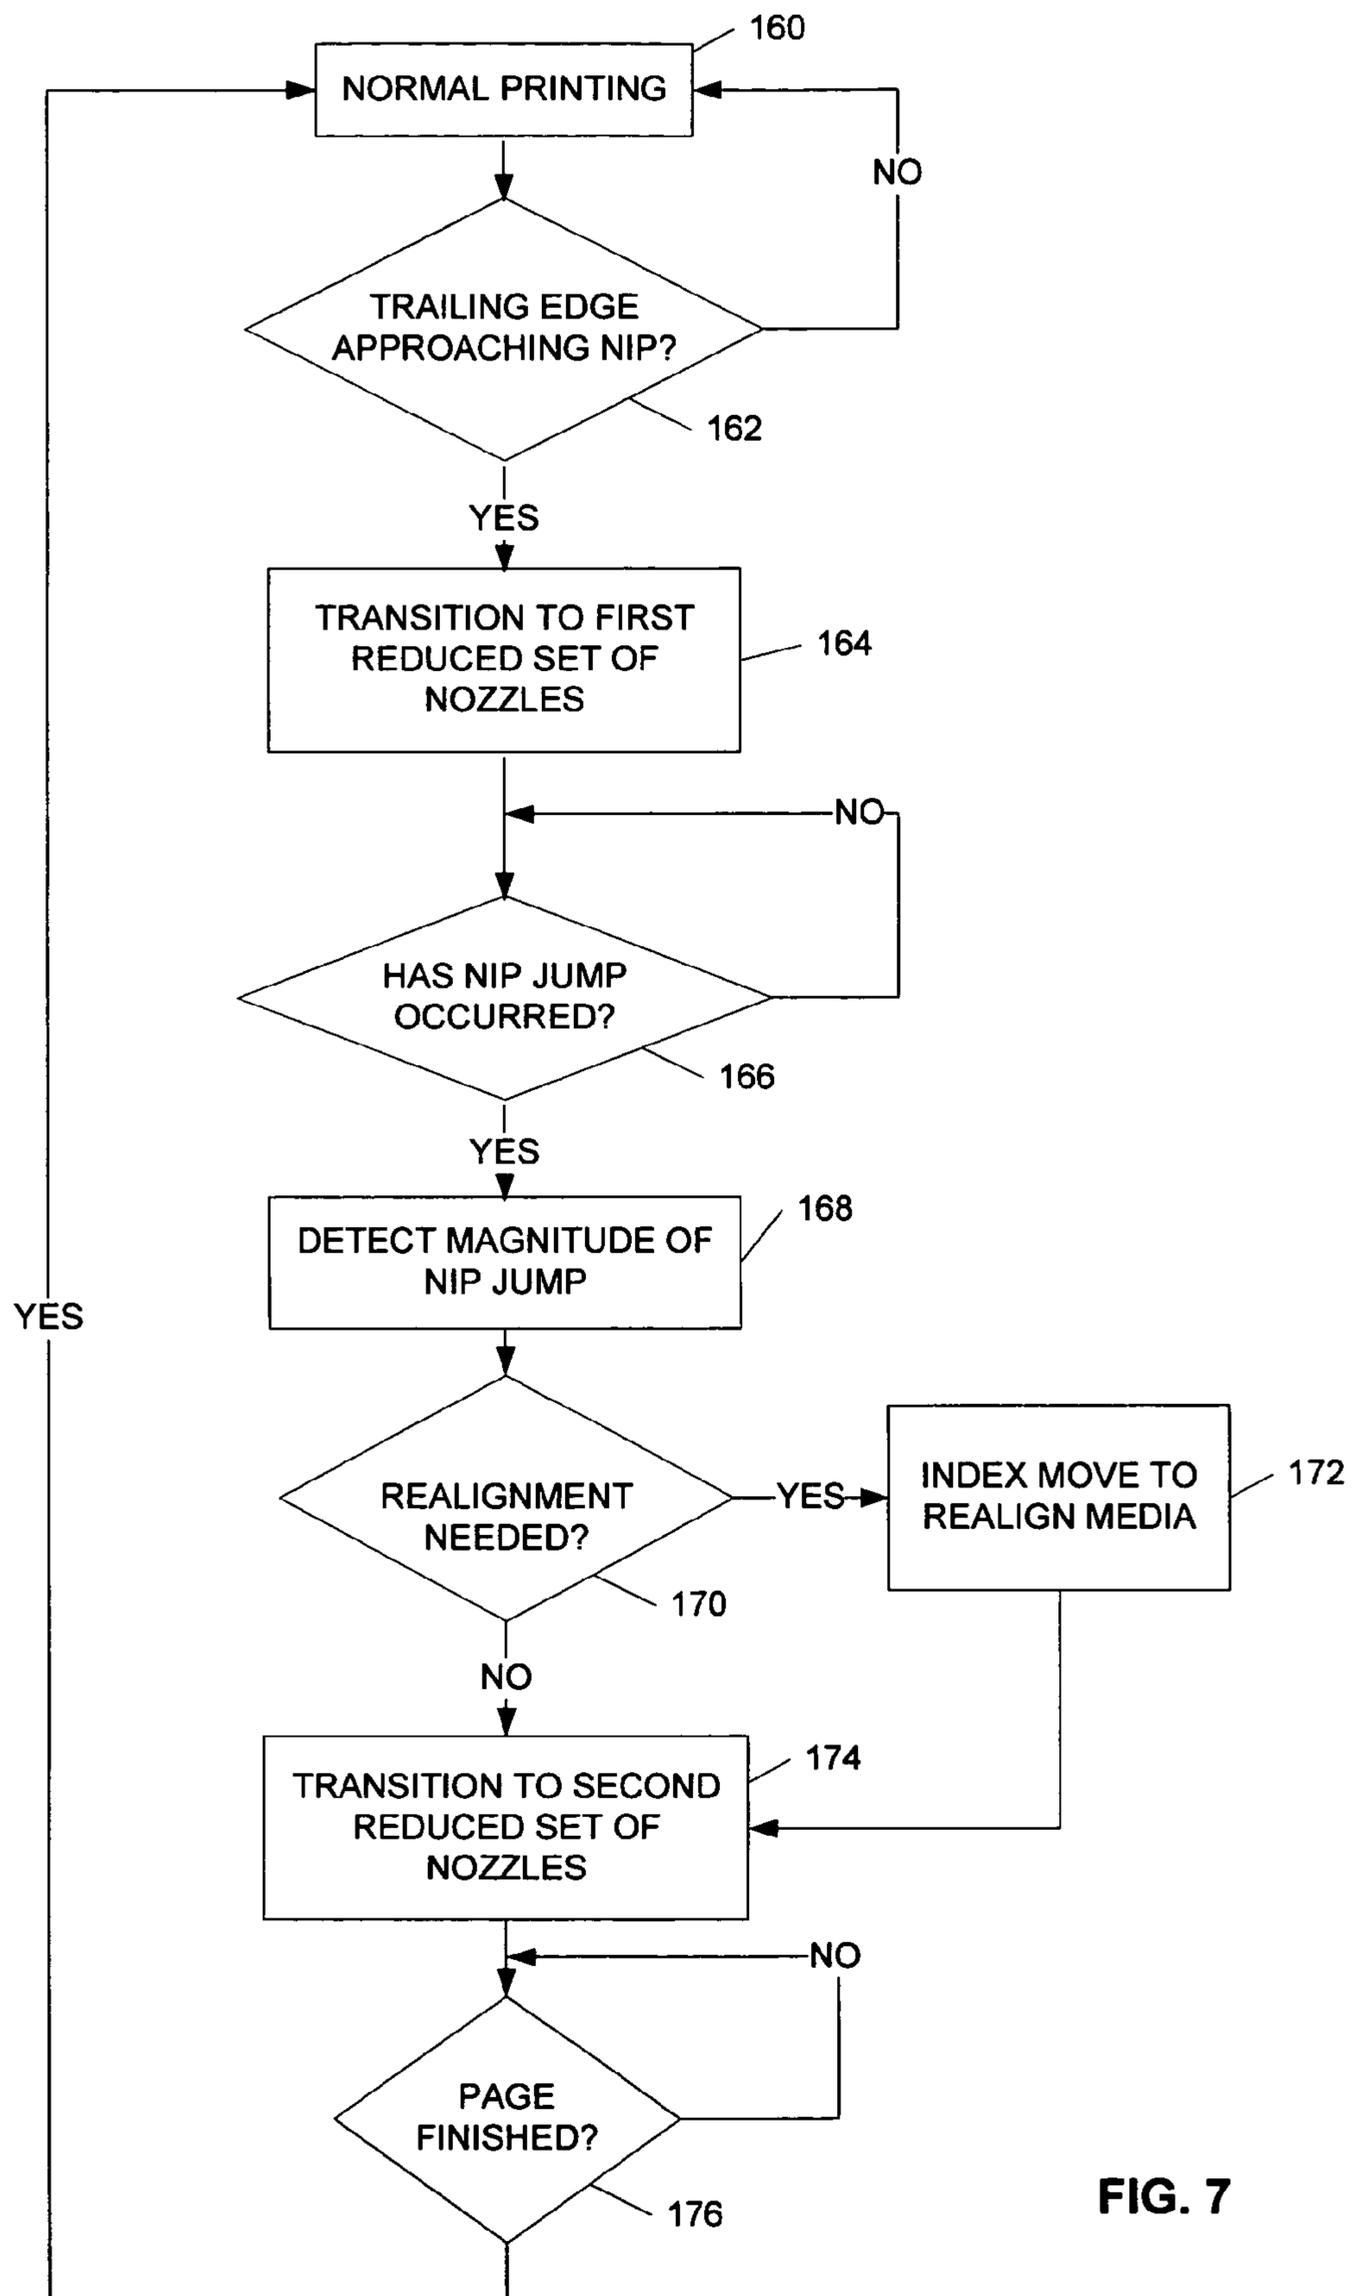 160
NORMAL PRINTING
NO
TRAILING EDGE
APPROACHING NIP?
162
YES
TRANSITION TO FIRST
REDUCED SET OF
NOZZLES
164
NO
HAS NIP JUMP
OCCURRED?
166
YES
168
DETECT MAGNITUDE OF
NIP JUMP
YES
REALIGNMENT
NEEDED?
YES
INDEX MOVE TO
REALIGN MEDIA
172
170
NO
174
TRANSITION TO SECOND
REDUCED SET OF
NOZZLES
NO
PAGE
FINISHED?
176
FIG. 7